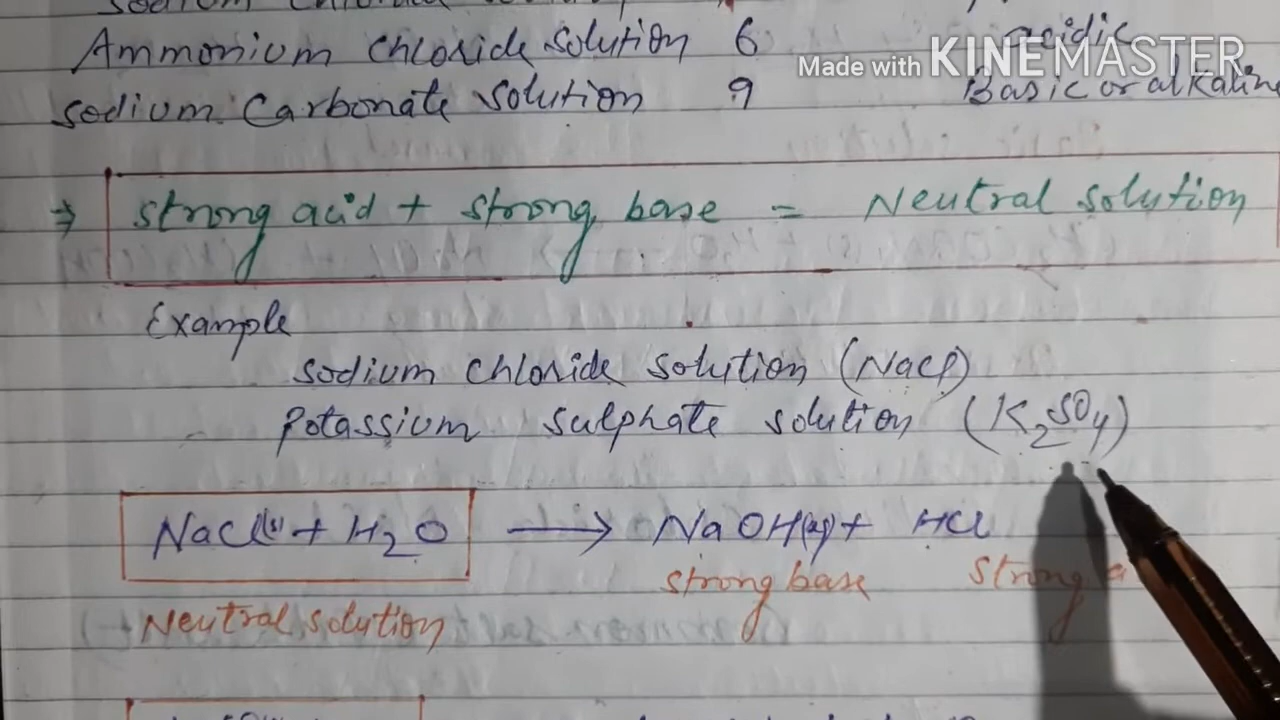 Ammonium chloride solution 6 acidic
Made with KINEMASTER
Sodium Carbonate solution 9 Basic or alkaline
⇒ Strong acid + strong base = Neutral solution
Example
Sodium chloride solution (NaCl)
Potassium sulphate solution (K2SO4)
NaCl(s) + H2O → NaOH(aq) + HCl
strong base strong
Neutral solution